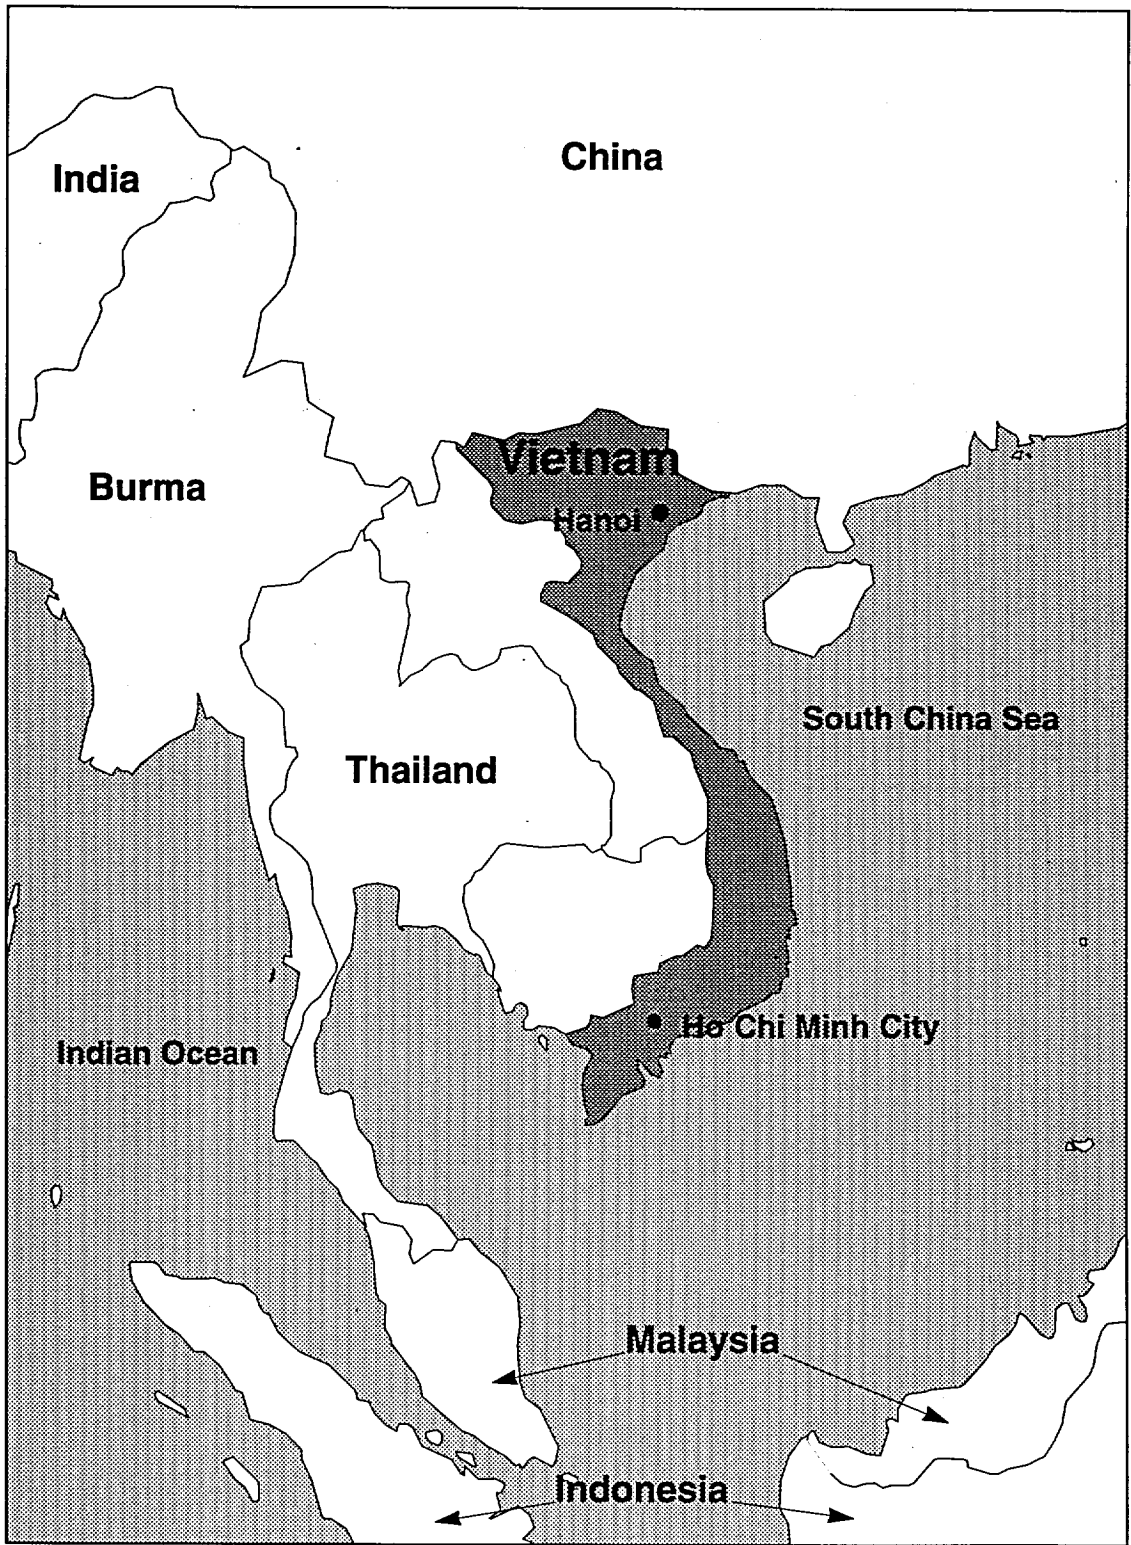 China
India
Vietnam
Burma
Hanoi
South China Sea
Thailand
Ho Chi Minh City
Indian Ocean
Malaysia
Indonesia